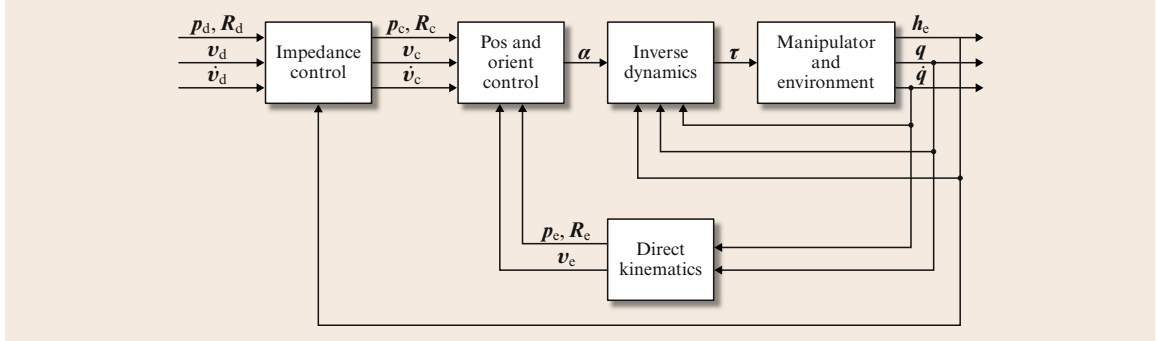 p_d, R_d
v_d
v̇_d
Impedance
control
p_c, R_c
v_c
v̇_c
Pos and
orient
control
α
Inverse
dynamics
τ
Manipulator
and
environment
h_e
q
q̇
p_e, R_e
v_e
Direct
kinematics